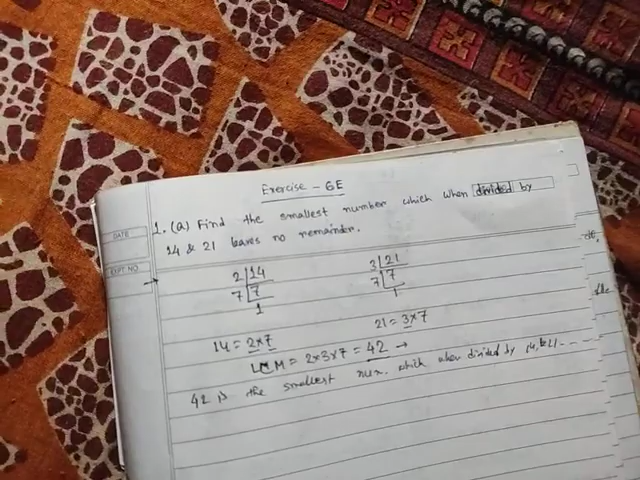 Exercise - 6E
DATE
EXPT. NO
1. (a) Find the smallest number which when divided by
14 & 21 leaves no remainder.
2 14
7 7
1
3 21
7 7
1
14 = 2×7
21 = 3×7
LCM = 2×3×7 = 42 →
42 is the smallest num. which when divided by 14, &21 ...